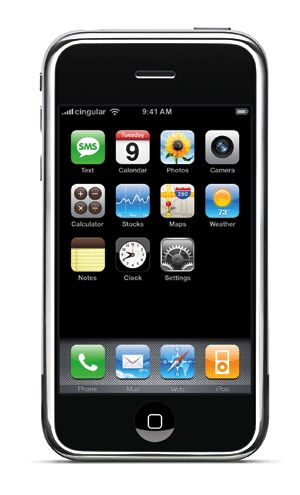 cingular 9:41 AM
SMS
Tuesday
9
280
73°
Text Calendar Photos Camera
Calculator Stocks Maps Weather
Notes Clock Settings
Phone Mail Web iPod